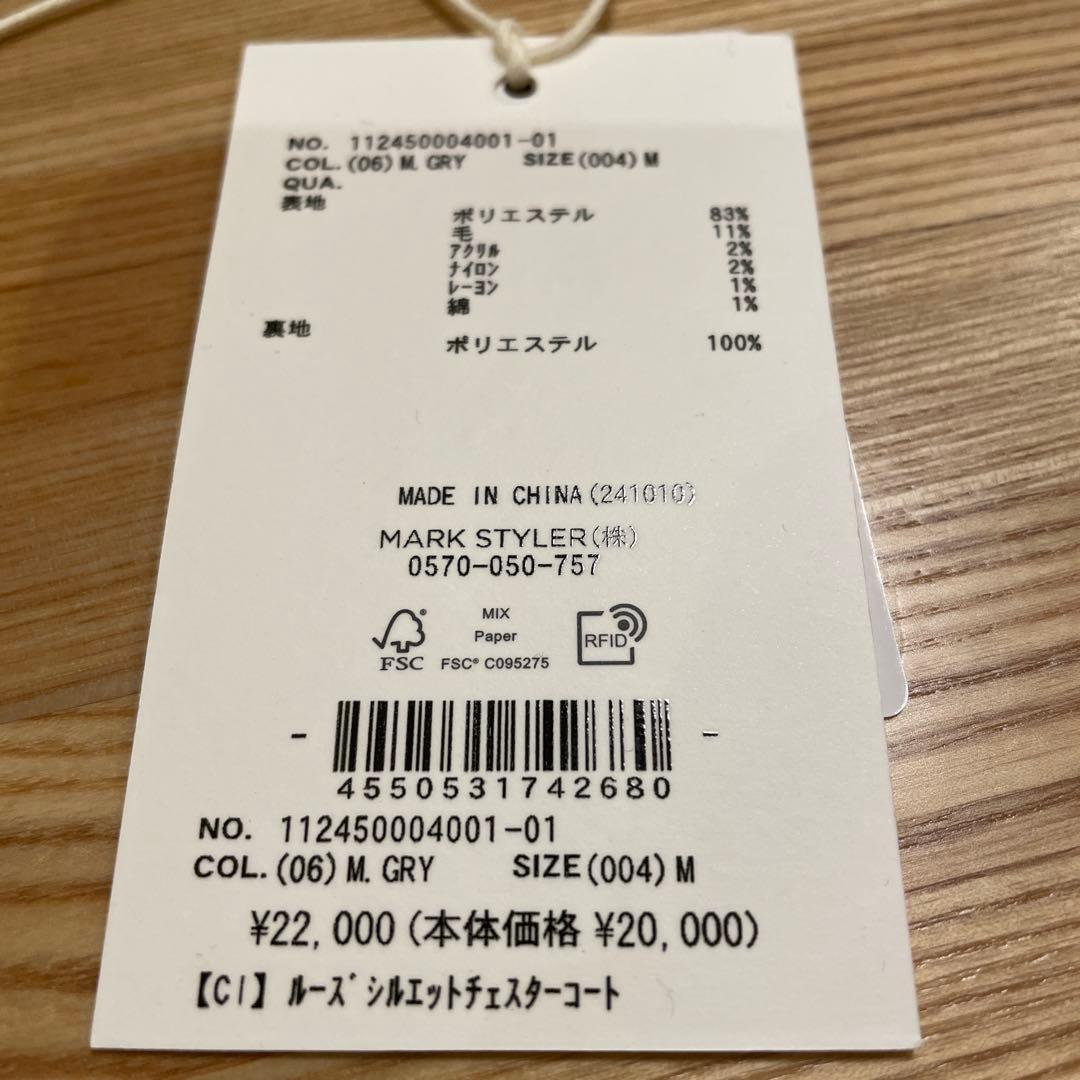 NO. 112450004001-01
COL. (06) M. GRY SIZE (004) M
QUA.
表地
ポリエステル 83%
毛 11%
ｱｸﾘﾙ 2%
ﾅｲﾛﾝ 2%
ﾚｰﾖﾝ 1%
綿 1%
裏地
ポリエステル 100%
MADE IN CHINA (241010)
MARK STYLER (株)
0570-050-757
FSC®
MIX
Paper
FSC® C095275
RFID
- -
4550531742680
NO. 112450004001-01
COL. (06) M. GRY SIZE (004) M
¥22,000 (本体価格 ¥20,000)
【CI】ﾙｰｽﾞｼﾙｴｯﾄﾁｪｽﾀｰｺｰﾄ